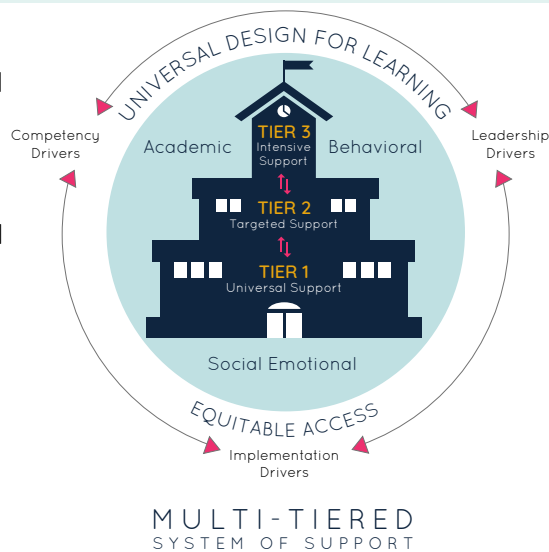 UNIVERSAL DESIGN FOR LEARNING
Competency
Drivers
Leadership
Drivers
Academic
Behavioral
TIER 3
Intensive
Support
TIER 2
Targeted Support
TIER 1
Universal Support
Social Emotional
EQUITABLE ACCESS
Implementation
Drivers
MULTI-TIERED
SYSTEM OF SUPPORT